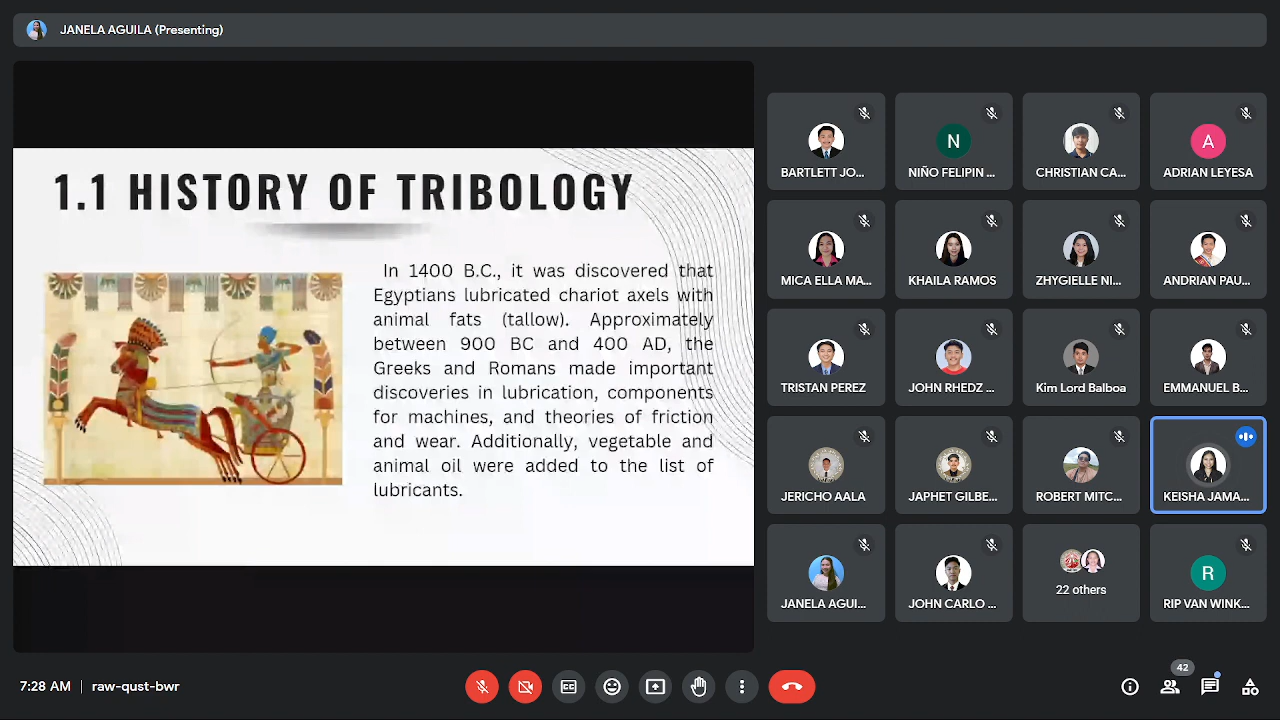 JANELA AGUILA (Presenting)
1.1 HISTORY OF TRIBOLOGY
In 1400 B.C., it was discovered that
Egyptians lubricated chariot axels with
animal fats (tallow). Approximately
between 900 BC and 400 AD, the
Greeks and Romans made important
discoveries in lubrication, components
for machines, and theories of friction
and wear. Additionally, vegetable and
animal oil were added to the list of
lubricants.
BARTLETT JO...
N
NIÑO FELIPIN ...
CHRISTIAN CA...
A
ADRIAN LEYESA
MICA ELLA MA...
KHAILA RAMOS
ZHYGIELLE NI...
ANDRIAN PAU...
TRISTAN PEREZ
JOHN RHEDZ ...
Kim Lord Balboa
EMMANUEL B...
JERICHO AALA
JAPHET GILBE...
ROBERT MITC...
KEISHA JAMA...
JANELA AGUI...
JOHN CARLO ...
22 others
R
RIP VAN WINK...
7:28 AM
raw-qust-bwr
CC
42